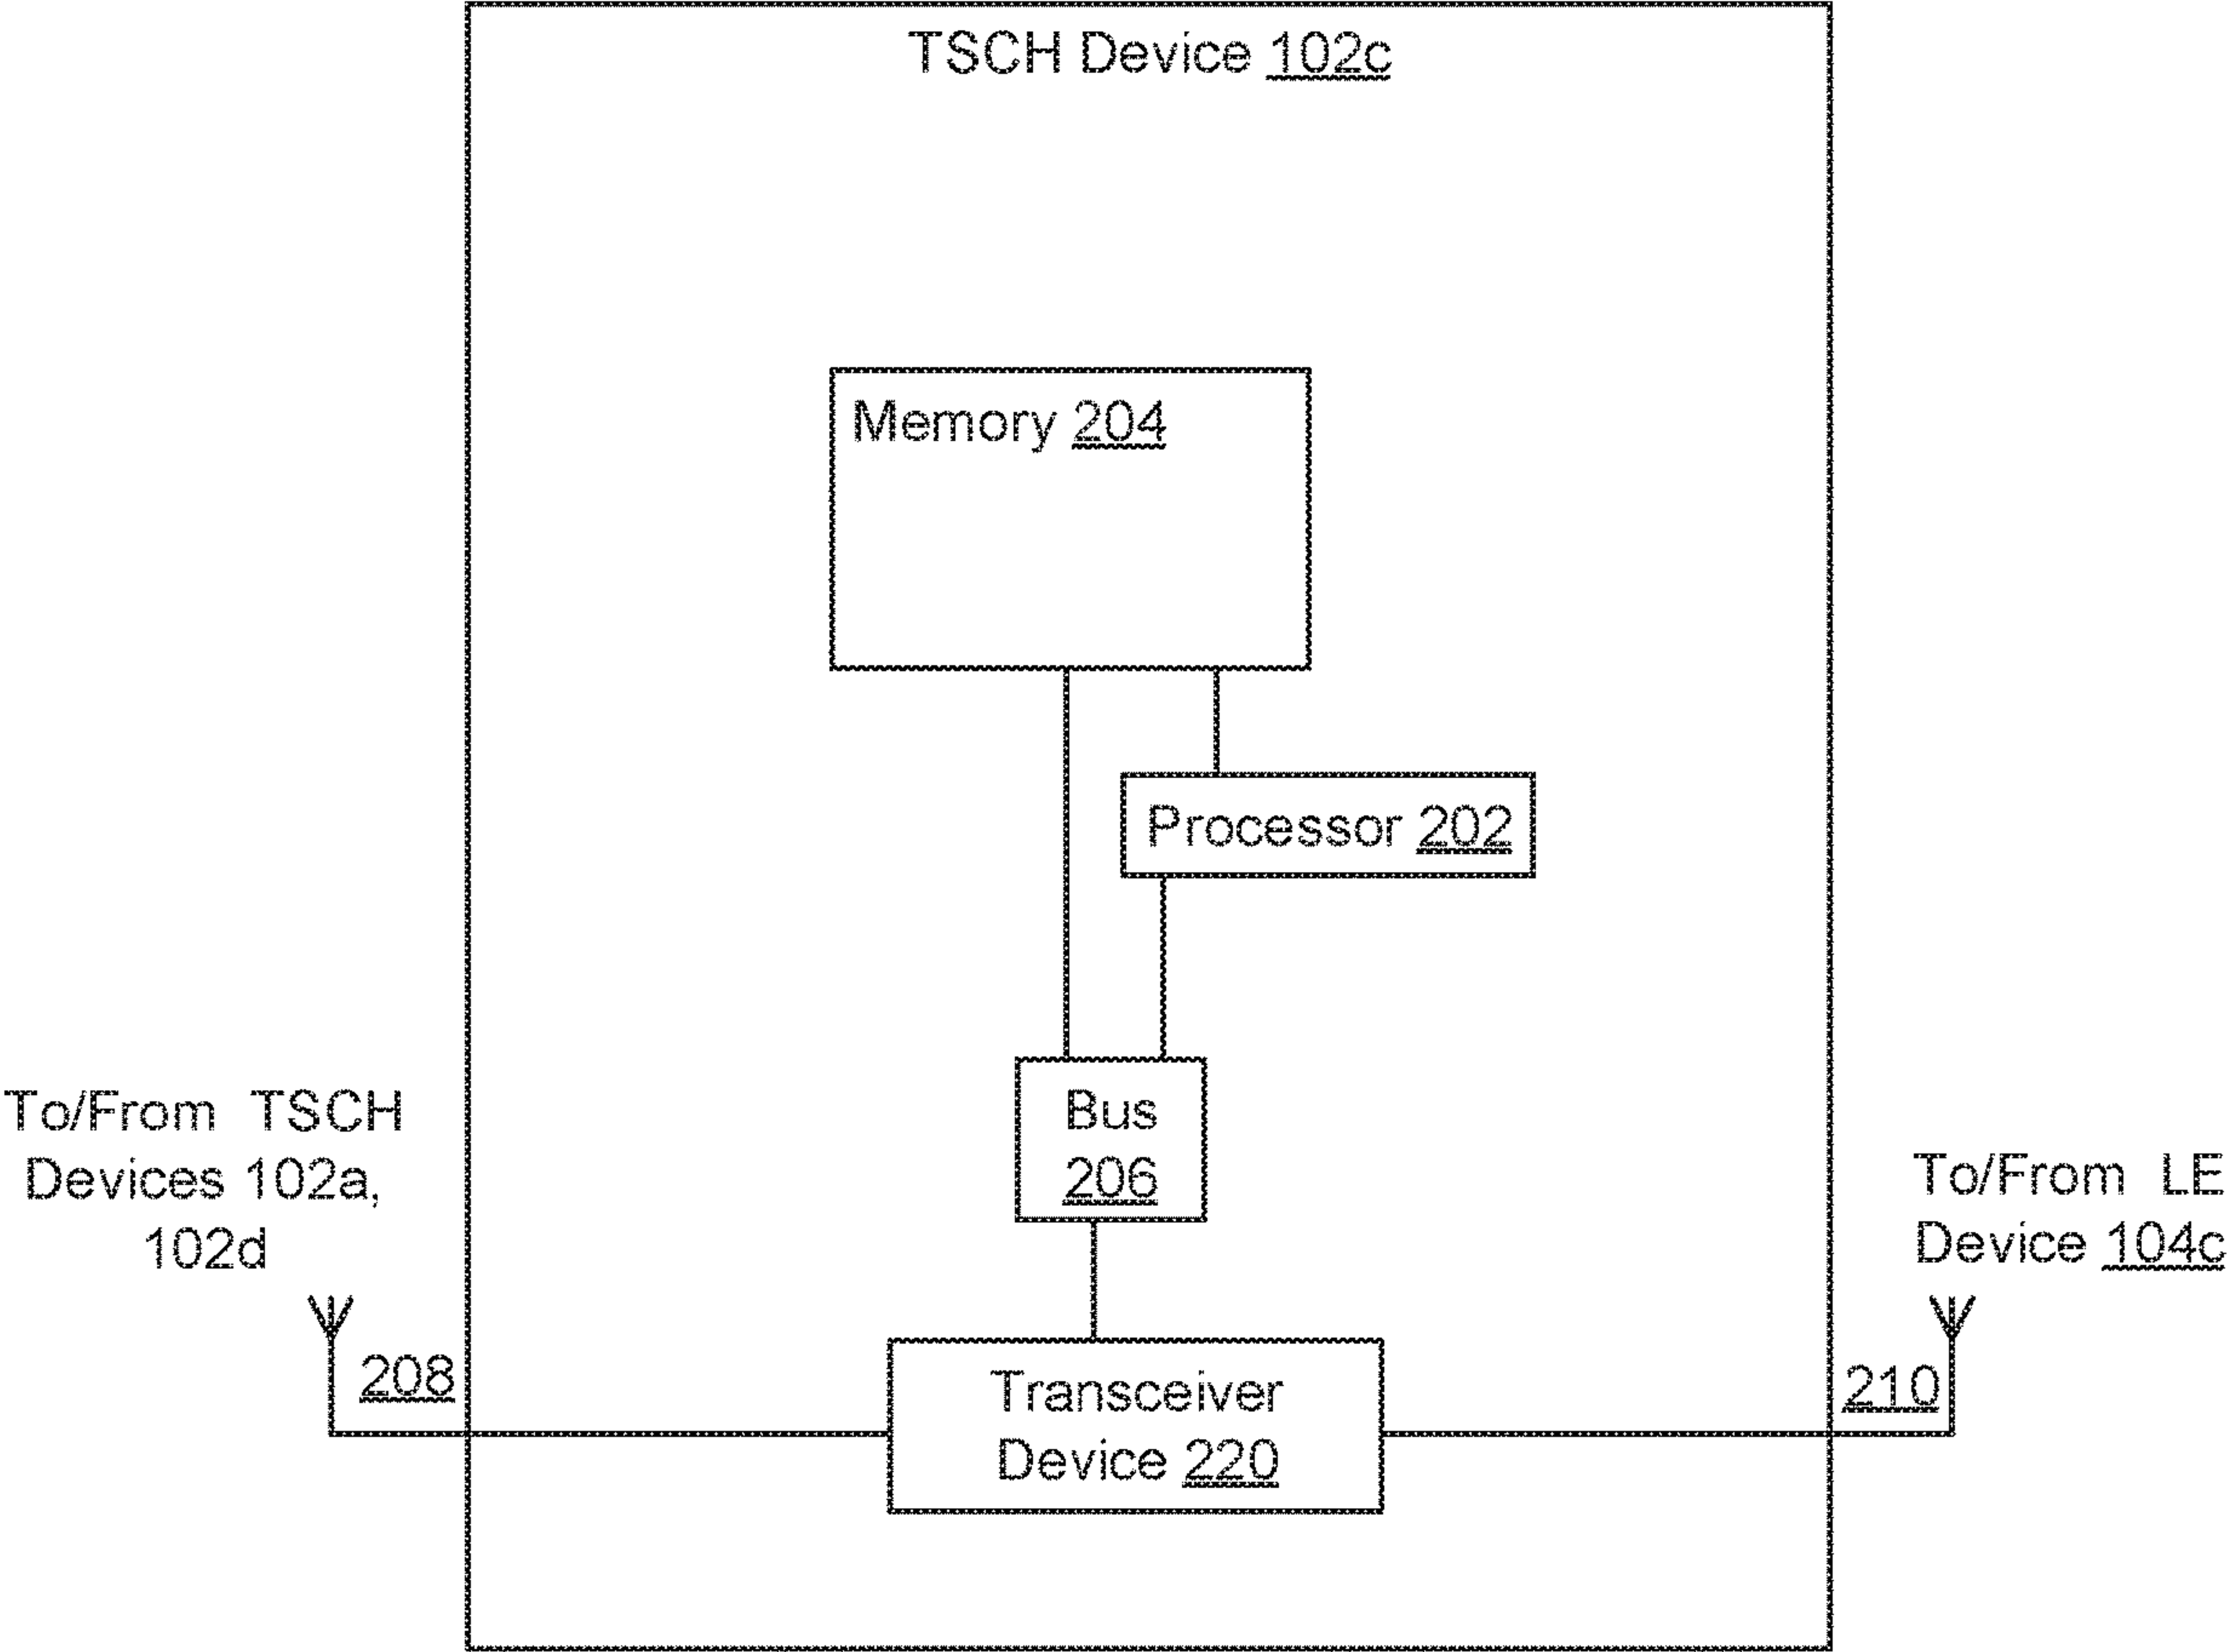 TSCH Device 102c
Memory 204
Processor 202
Bus
206
To/From TSCH
Devices 102a,
102d
To/From LE
Device 104c
208
210
Transceiver
Device 220